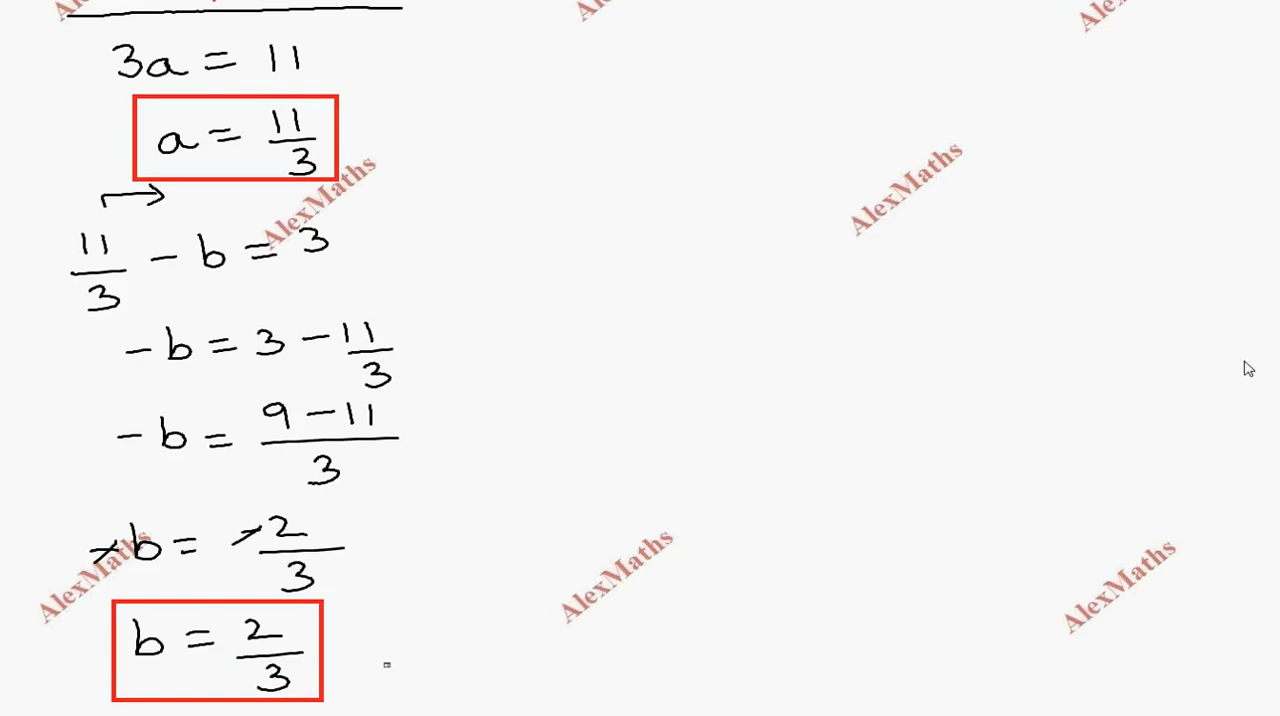 3a = 11
a = 11/3
11/3 - b = 3
-b = 3 - 11/3
-b = (9 - 11)/3
-b = -2/3
b = 2/3
AlexMaths
AlexMaths
AlexMaths
AlexMaths
AlexMaths